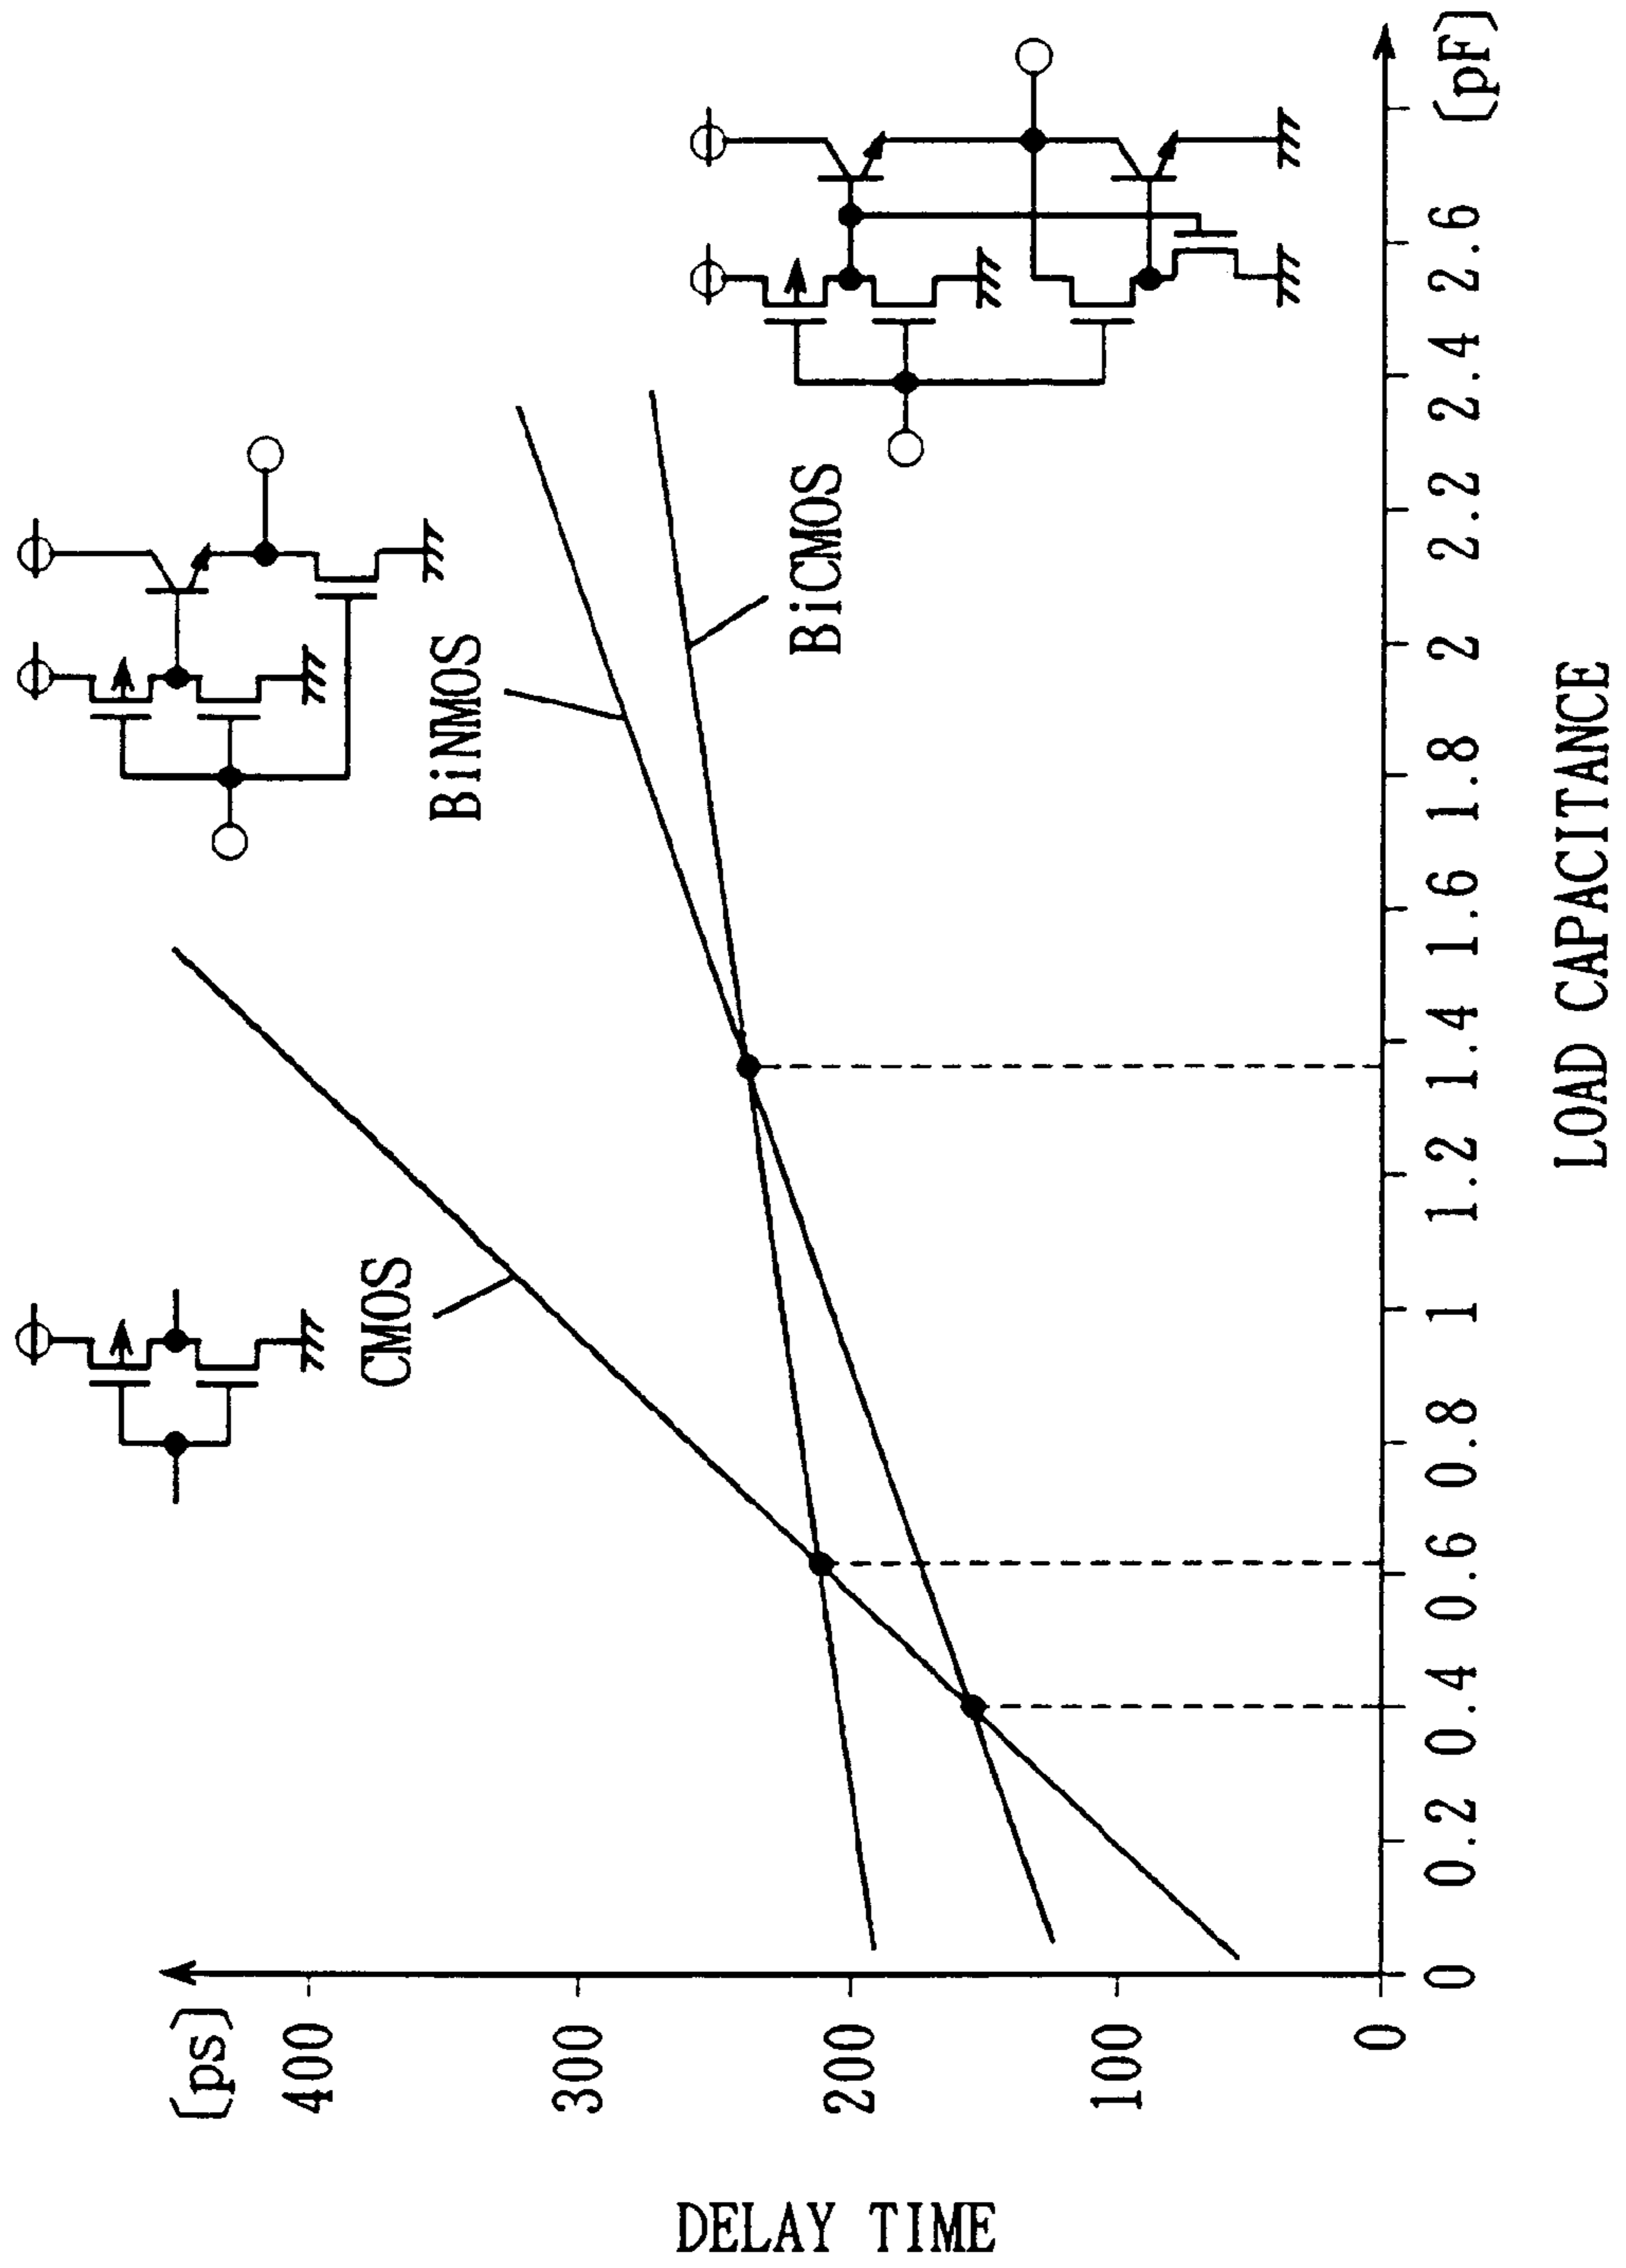 (ps)
400
300
200
100
0
DELAY TIME
CMOS
BiNMOS
BiCMOS
0 0.2 0.4 0.6 0.8 1 1.2 1.4 1.6 1.8 2 2.2 2.4 2.6 (pF)
LOAD CAPACITANCE